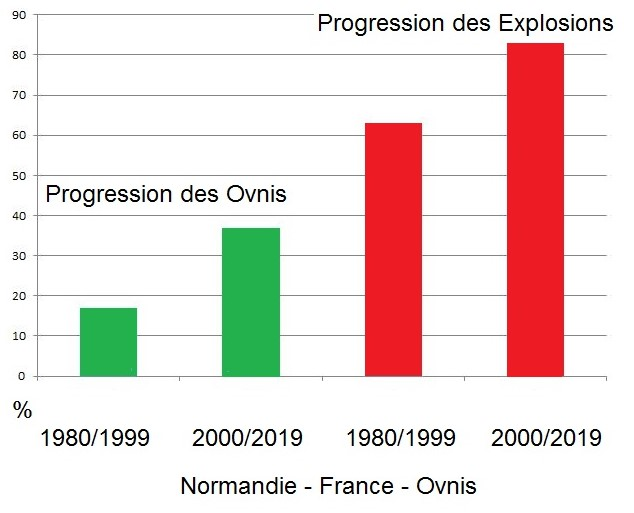 Progression des Explosions
Progression des Ovnis
90
80
70
60
50
40
30
20
10
0
%
1980/1999 2000/2019 1980/1999 2000/2019
Normandie - France - Ovnis